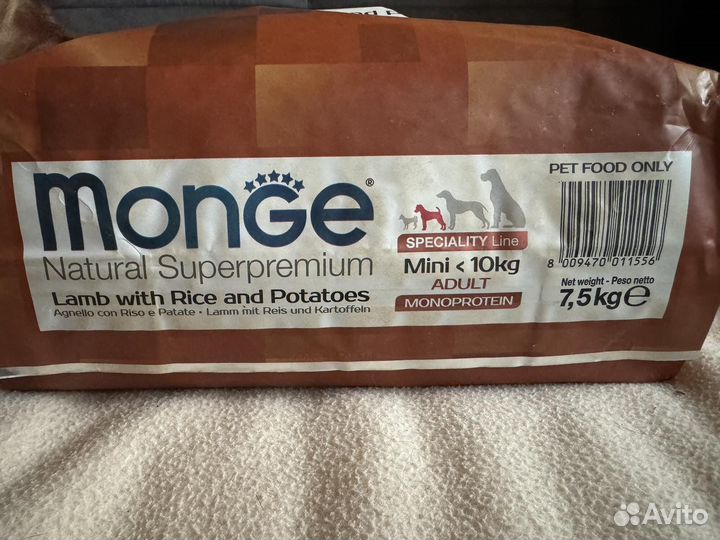 monGe®
Natural Superpremium
Lamb with Rice and Potatoes
Agnello con Riso e Patate • Lamm mit Reis und Kartoffeln
SPECIALITY Line
Mini < 10kg
ADULT
MONOPROTEIN
PET FOOD ONLY
8 009470 011556
Net weight - Peso netto
7,5kg℮
Avito